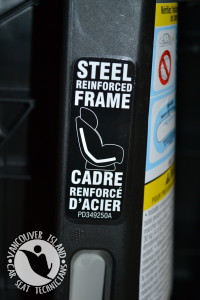 STEEL
REINFORCED
FRAME
CADRE
RENFORCÉ
D'ACIER
PD349250A
VANCOUVER ISLAND
CAR SEAT TECHNICIANS